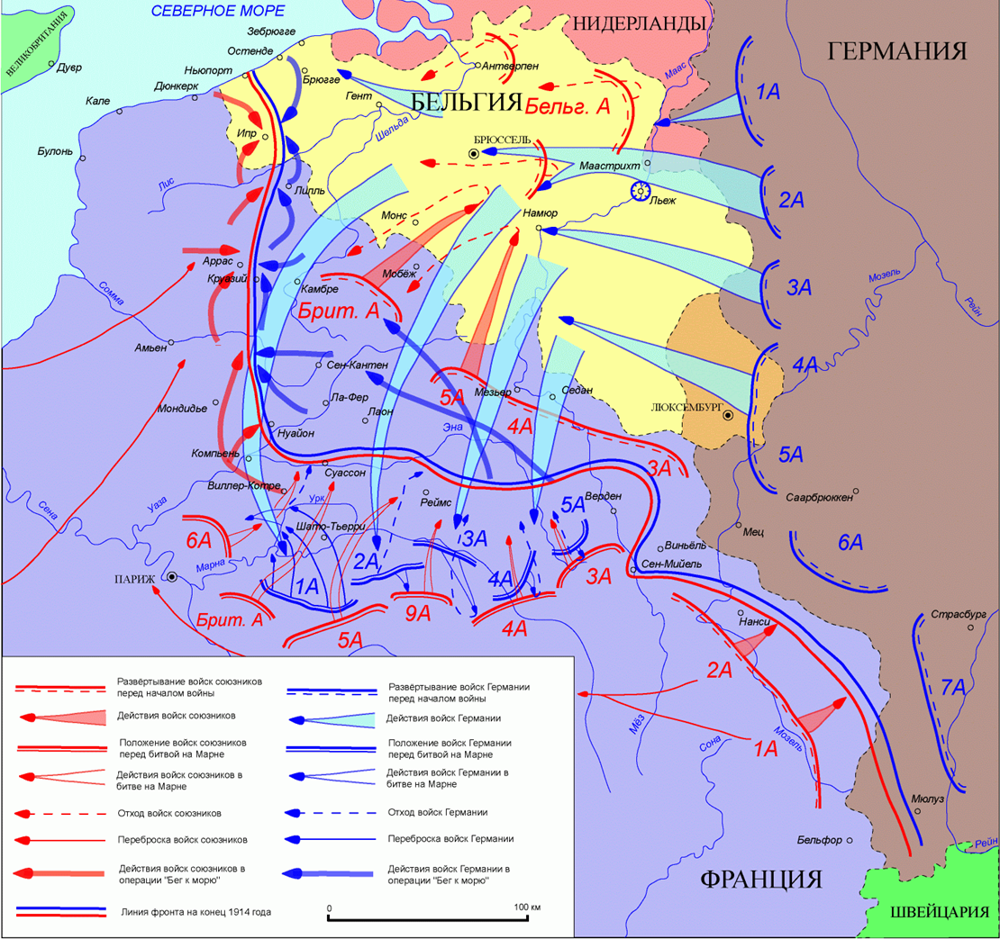 СЕВЕРНОЕ МОРЕ
НИДЕРЛАНДЫ
ГЕРМАНИЯ
ВЕЛИКОБРИТАНИЯ
Дувр
Зебрюгге
Остенде
Ньюпорт
Дюнкерк
Кале
Булонь
Брюгге
Гент
Антверпен
БЕЛЬГИЯ
Бельг. А
Маас
1А
Шельда
Ипр
БРЮССЕЛЬ
Маастрихт
Льеж
2А
Лис
Лилль
Монс
Намюр
Аррас
Круазий
Мобёж
Камбре
Брит. А
3А
Мозель
Рейн
Сомма
Амьен
Сен-Кантен
5А
Мезьер
Седан
4А
4А
ЛЮКСЕМБУРГ
Мондидье
Ла-Фер
Лаон
Эна
Нуайон
3А
5А
Компьень
Суассон
Виллер-Котре
Урк
Реймс
Верден
Саарбрюккен
Сена
Уаза
Шато-Тьерри
5А
Мец
6А
6А
2А
3А
Виньёль
Марна
ПАРИЖ
1А
4А
3А
Сен-Мийель
Брит. А
5А
9А
4А
Нанси
Страсбург
2А
7А
Мёз
Сона
1А
Мозель
Мюлуз
Бельфор
Рейн
ФРАНЦИЯ
ШВЕЙЦАРИЯ
Развёртывание войск союзников
перед началом войны
Действия войск союзников
Положение войск союзников
перед битвой на Марне
Действия войск союзников в
битве на Марне
Отход войск союзников
Переброска войск союзников
Действия войск союзников в
операции "Бег к морю"
Линия фронта на конец 1914 года
Развёртывание войск Германии
перед началом войны
Действия войск Германии
Положение войск Германии
перед битвой на Марне
Действия войск Германии в
битве на Марне
Отход войск Германии
Переброска войск Германии
Действия войск Германии в
операции "Бег к морю"
0
100 км